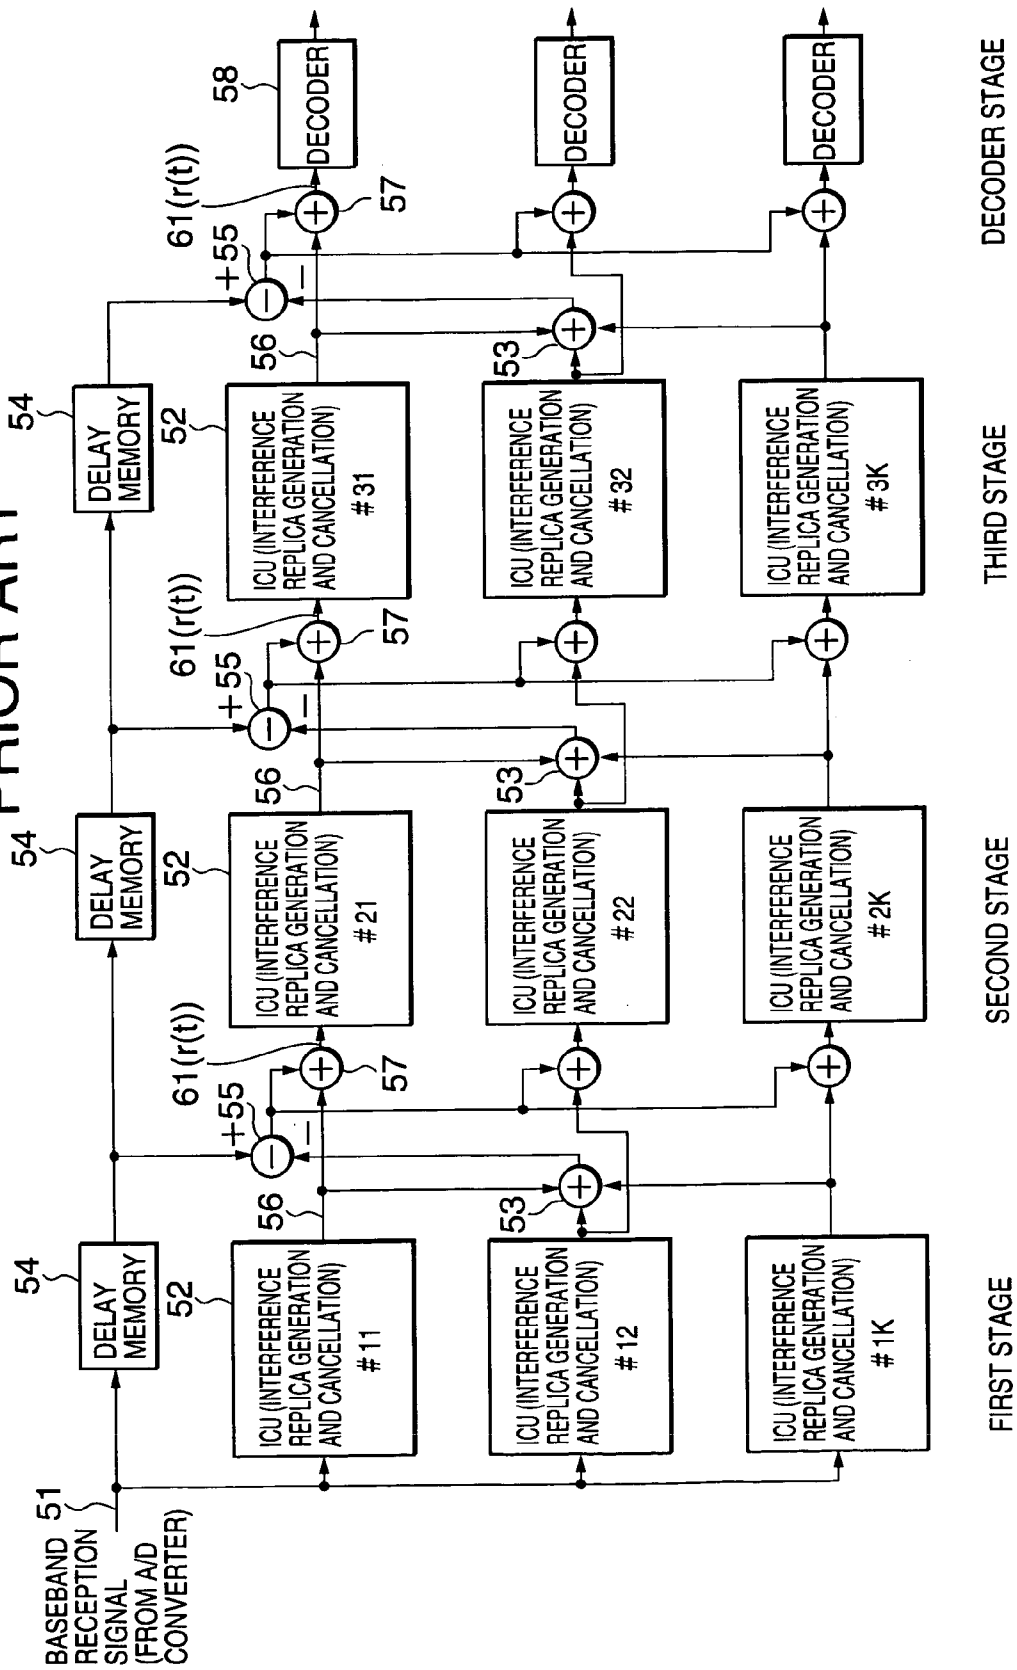 PRIOR ART
BASEBAND
RECEPTION
SIGNAL
(FROM A/D
CONVERTER)
51
54
DELAY
MEMORY
52
ICU (INTERFERENCE
REPLICA GENERATION
AND CANCELLATION)
#11
ICU (INTERFERENCE
REPLICA GENERATION
AND CANCELLATION)
#12
ICU (INTERFERENCE
REPLICA GENERATION
AND CANCELLATION)
#1K
FIRST STAGE
56
53
+
55
−
−
+
+
+
+
57
61(r(t))
54
DELAY
MEMORY
52
ICU (INTERFERENCE
REPLICA GENERATION
AND CANCELLATION)
#21
ICU (INTERFERENCE
REPLICA GENERATION
AND CANCELLATION)
#22
ICU (INTERFERENCE
REPLICA GENERATION
AND CANCELLATION)
#2K
SECOND STAGE
56
53
+
55
−
−
+
+
+
+
57
61(r(t))
54
DELAY
MEMORY
52
ICU (INTERFERENCE
REPLICA GENERATION
AND CANCELLATION)
#31
ICU (INTERFERENCE
REPLICA GENERATION
AND CANCELLATION)
#32
ICU (INTERFERENCE
REPLICA GENERATION
AND CANCELLATION)
#3K
THIRD STAGE
56
53
+
55
−
−
+
+
+
+
57
61(r(t))
58
DECODER
DECODER
DECODER
DECODER STAGE